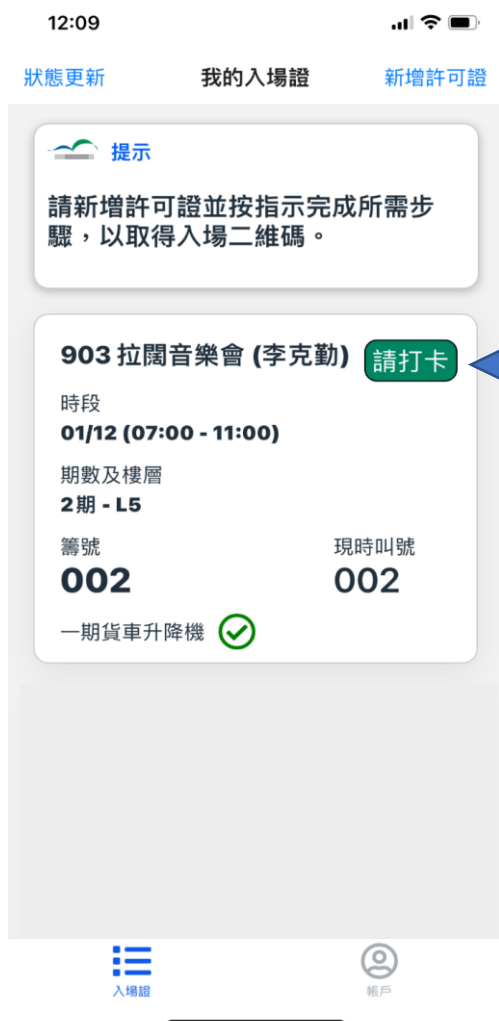 12:09
狀態更新 我的入場證 新增許可證
提示
請新增許可證並按指示完成所需步
驟，以取得入場二維碼。
903 拉闊音樂會 (李克勤) 請打卡
時段
01/12 (07:00 - 11:00)
期數及樓層
2期 - L5
籌號 現時叫號
002 002
一期貨車升降機
入場證 帳戶